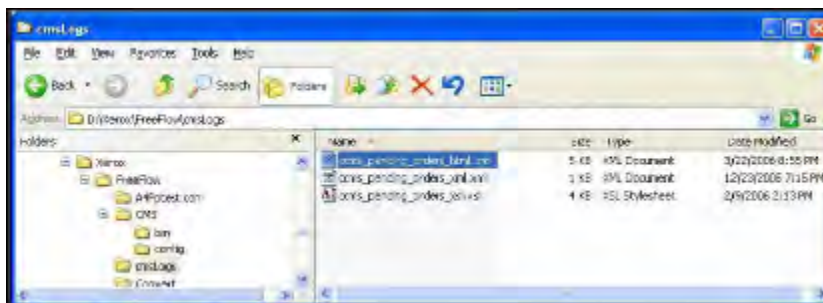 cmsLogs
File Edit View Favorites Tools Help
Back Search Folders
Address D:\Xerox\FreeFlow\cmsLogs Go
Folders × Name Size Type Date Modified
Xerox cms_pending_orders_html.xml 5 KB XML Document 3/22/2006 8:55 PM
FreeFlow cms_pending_orders_xml.xml 1 KB XML Document 12/23/2006 7:15 PM
cms_pending_orders_xsl.xsl 4 KB XSL Stylesheet 2/9/2006 2:13 PM
CMS
bin
config
cmsLogs
Convert